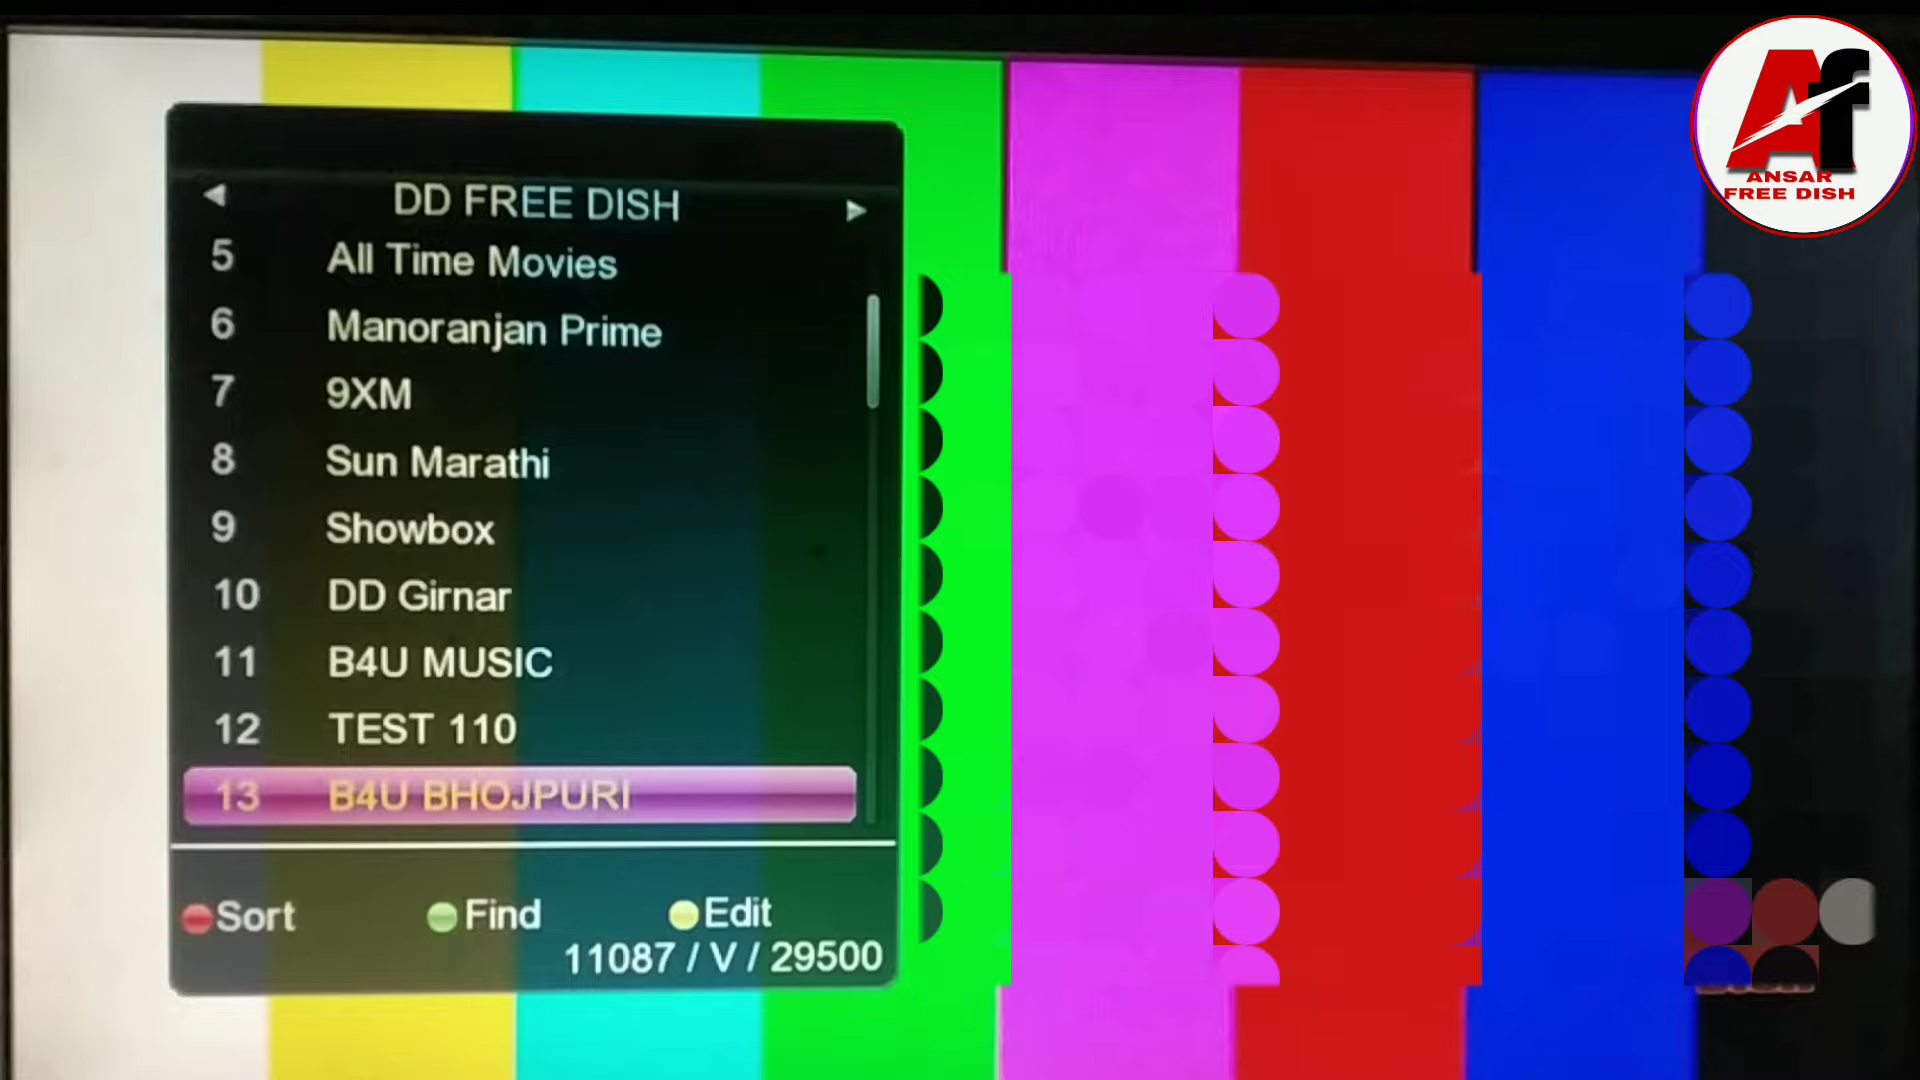 DD FREE DISH
5 All Time Movies
6 Manoranjan Prime
7 9XM
8 Sun Marathi
9 Showbox
10 DD Girnar
11 B4U MUSIC
12 TEST 110
13 B4U BHOJPURI
Sort Find Edit
11087 / V / 29500
Af
ANSAR
FREE DISH